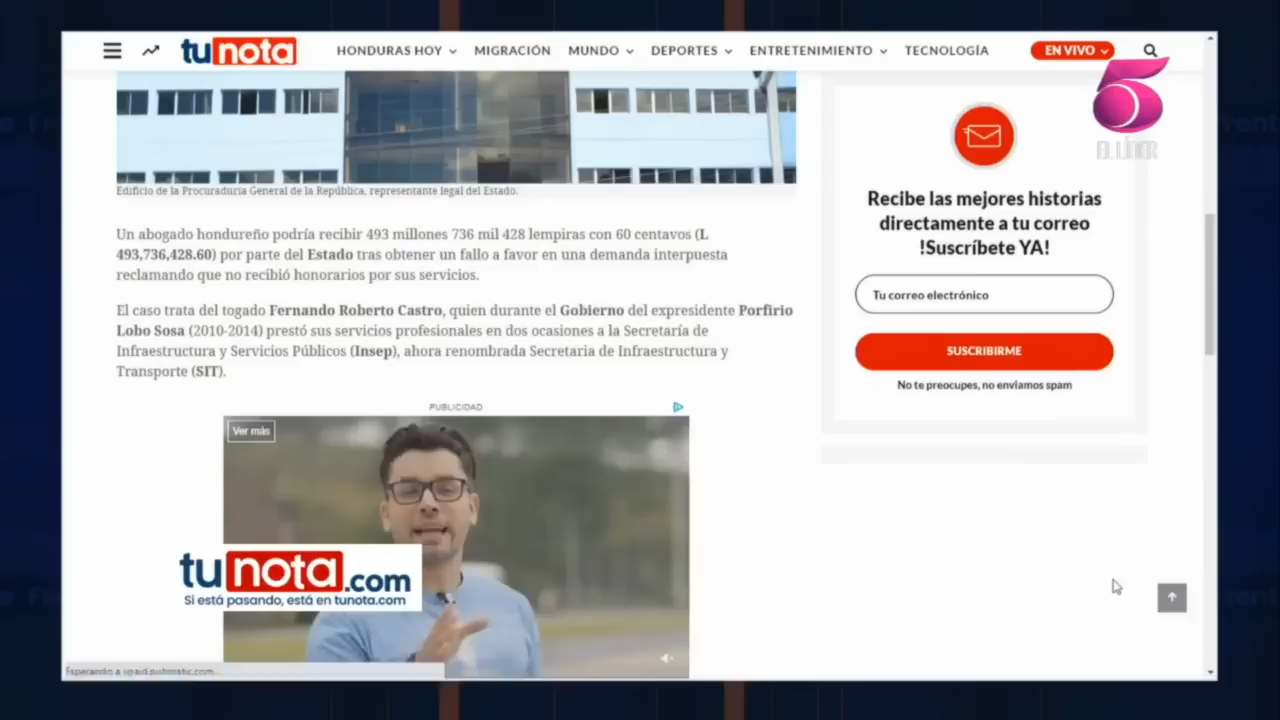 tunota
HONDURAS HOY
MIGRACIÓN
MUNDO
DEPORTES
ENTRETENIMIENTO
TECNOLOGÍA
EN VIVO
5
EL LÍDER
Edificio de la Procuraduría General de la República, representante legal del Estado.
Un abogado hondureño podría recibir 493 millones 736 mil 428 lempiras con 60 centavos (L
493,736,428.60) por parte del Estado tras obtener un fallo a favor en una demanda interpuesta
reclamando que no recibió honorarios por sus servicios.
El caso trata del togado Fernando Roberto Castro, quien durante el Gobierno del expresidente Porfirio
Lobo Sosa (2010-2014) prestó sus servicios profesionales en dos ocasiones a la Secretaría de
Infraestructura y Servicios Públicos (Insep), ahora renombrada Secretaria de Infraestructura y
Transporte (SIT).
Recibe las mejores historias
directamente a tu correo
!Suscríbete YA!
Tu correo electrónico
SUSCRIBIRME
No te preocupes, no enviamos spam
PUBLICIDAD
Ver más
tunota.com
Si está pasando, está en tunota.com